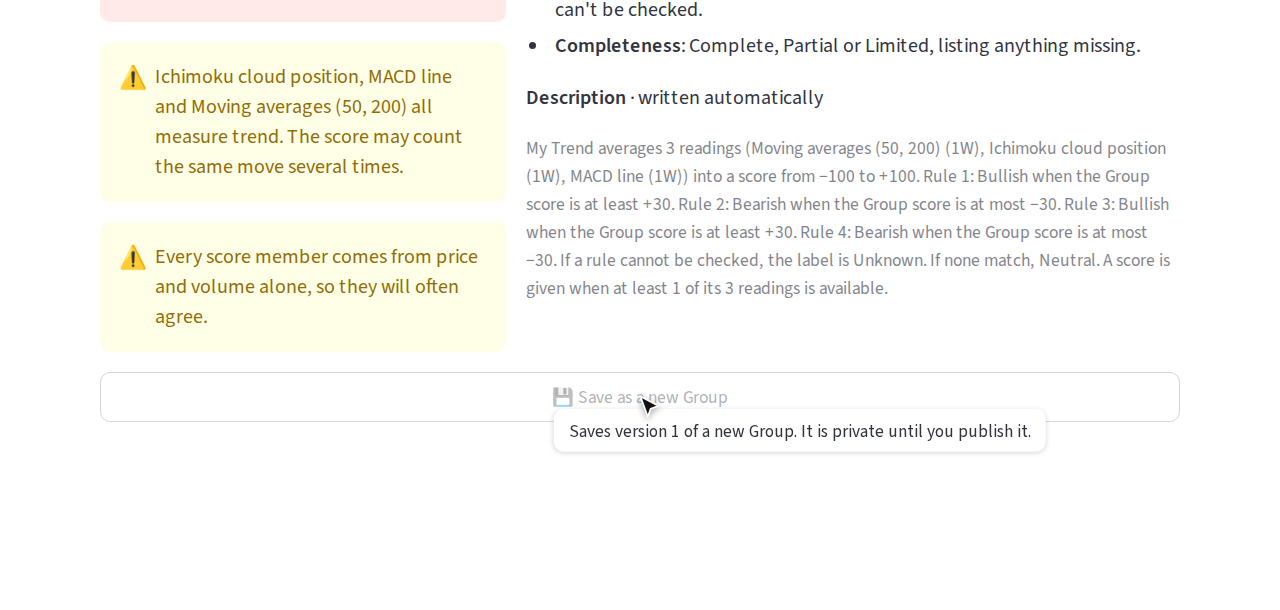 Ichimoku cloud position, MACD line
and Moving averages (50, 200) all
measure trend. The score may count
the same move several times.
Every score member comes from price
and volume alone, so they will often
agree.
can't be checked.
Completeness: Complete, Partial or Limited, listing anything missing.
Description · written automatically
My Trend averages 3 readings (Moving averages (50, 200) (1W), Ichimoku cloud position
(1W), MACD line (1W)) into a score from −100 to +100. Rule 1: Bullish when the Group
score is at least +30. Rule 2: Bearish when the Group score is at most −30. Rule 3: Bullish
when the Group score is at least +30. Rule 4: Bearish when the Group score is at most
−30. If a rule cannot be checked, the label is Unknown. If none match, Neutral. A score is
given when at least 1 of its 3 readings is available.
Save as a new Group
Saves version 1 of a new Group. It is private until you publish it.